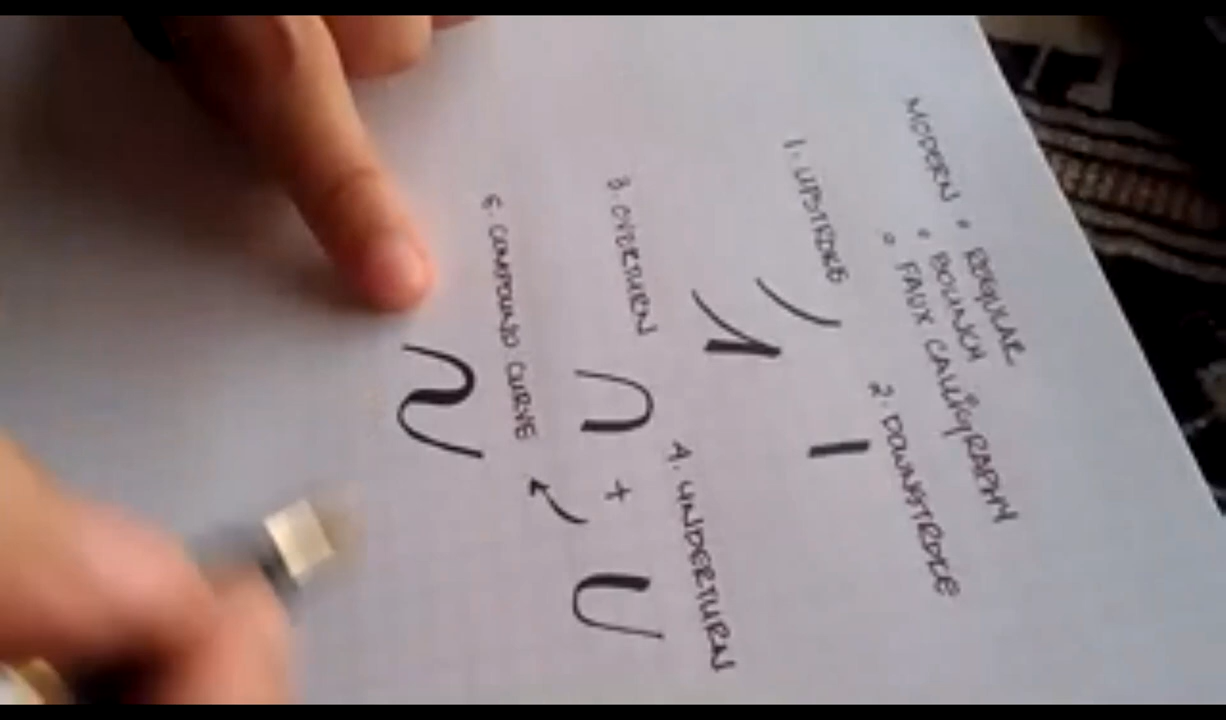 MODERN • REGULAR
• BOUNCY
• FAUX CALLIGRAPHY
1. UPSTROKE
2. DOWNSTROKE
3. OVERTURN
+
4. UNDERTURN
5. COMPOUND CURVE